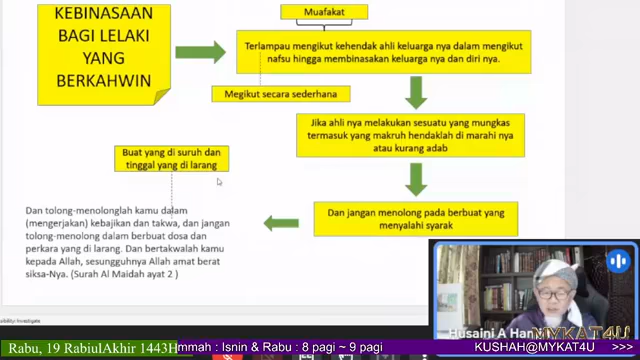 KEBINASAAN
BAGI LELAKI
YANG
BERKAHWIN
Muafakat
Terlampau mengikut kehendak ahli keluarga nya dalam mengikut
nafsu hingga membinasakan keluarga nya dan diri nya.
Megikut secara sederhana
Jika ahli nya melakukan sesuatu yang mungkas
termasuk yang makruh hendaklah di marahi nya
atau kurang adab
Buat yang di suruh dan
tinggal yang di larang
Dan jangan menolong pada berbuat yang
menyalahi syarak
Dan tolong-menolonglah kamu dalam
(mengerjakan) kebajikan dan takwa, dan jangan
tolong-menolong dalam berbuat dosa dan
perkara yang di larang. Dan bertakwalah kamu
kepada Allah, sesungguhnya Allah amat berat
siksa-Nya. (Surah Al Maidah ayat 2 )
Husaini A Ham
MYKAT4U
Rabu, 19 RabiulAkhir 1443H
mmah : Isnin & Rabu : 8 pagi ~ 9 pagi
KUSHAH@MYKAT4U >>>